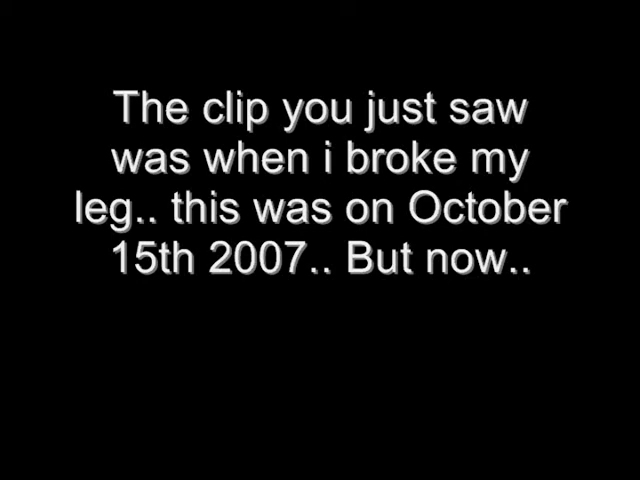 The clip you just saw
was when i broke my
leg.. this was on October
15th 2007.. But now..